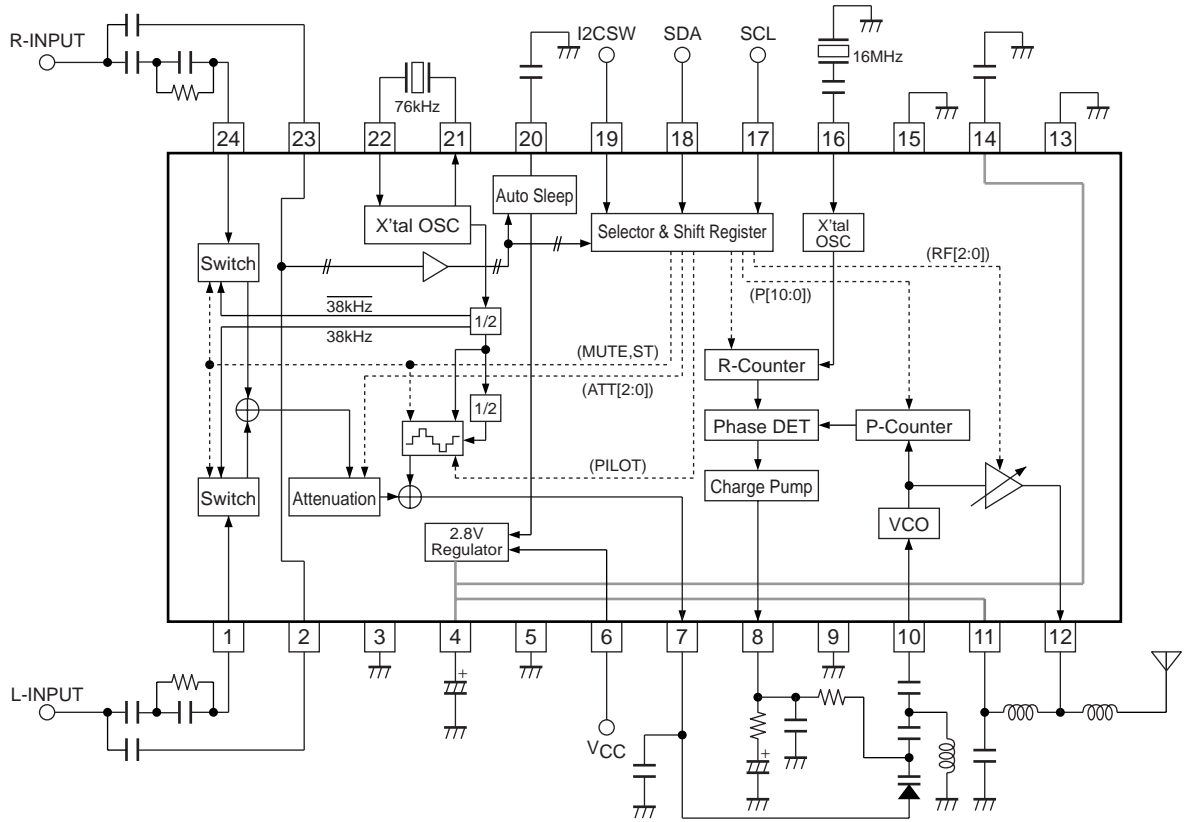 R-INPUT
I2CSW
SDA
SCL
16MHz
76kHz
24
23
22
21
20
19
18
17
16
15
14
13
Auto Sleep
X'tal OSC
Selector & Shift Register
X'tal
OSC
Switch
(RF[2:0])
(P[10:0])
38kHz
1/2
38kHz
(MUTE,ST)
R-Counter
(ATT[2:0])
1/2
Phase DET
P-Counter
(PILOT)
Switch
Attenuation
Charge Pump
VCO
2.8V
Regulator
1
2
3
4
5
6
7
8
9
10
11
12
L-INPUT
+
VCC
+